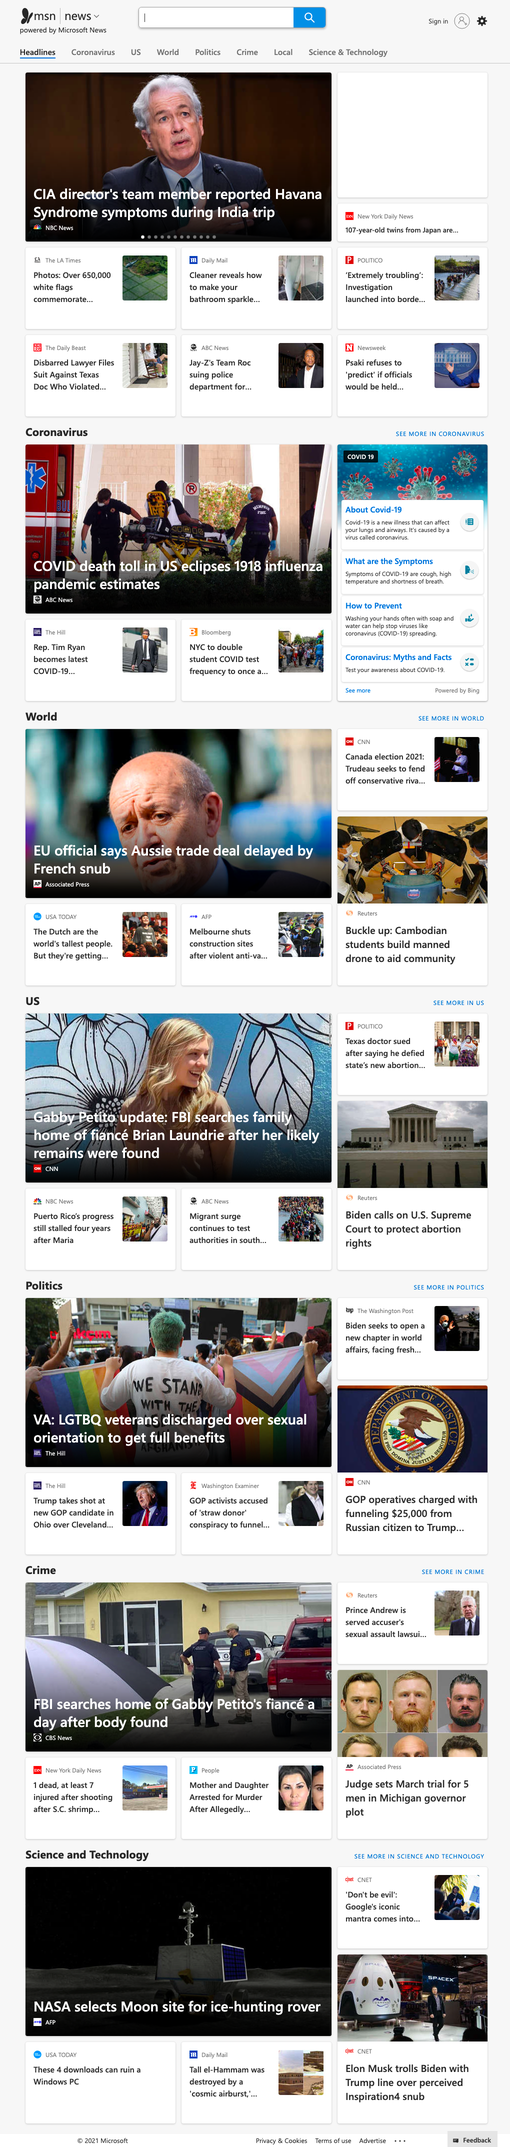 msn | news
powered by Microsoft News
Sign in
Headlines Coronavirus US World Politics Crime Local Science & Technology
CIA director's team member reported Havana
Syndrome symptoms during India trip
NBC News
New York Daily News
107-year-old twins from Japan are...
The LA Times
Photos: Over 650,000
white flags
commemorate...
Daily Mail
Cleaner reveals how
to make your
bathroom sparkle...
POLITICO
'Extremely troubling':
Investigation
launched into borde...
The Daily Beast
Disbarred Lawyer Files
Suit Against Texas
Doc Who Violated...
ABC News
Jay-Z's Team Roc
suing police
department for...
Newsweek
Psaki refuses to
'predict' if officials
would be held...
Coronavirus
SEE MORE IN CORONAVIRUS
COVID death toll in US eclipses 1918 influenza
pandemic estimates
ABC News
COVID 19
About Covid-19
Covid-19 is a new illness that can affect
your lungs and airways. It's caused by a
virus called coronavirus.
What are the Symptoms
Symptoms of COVID-19 are cough, high
temperature and shortness of breath.
How to Prevent
Washing your hands often with soap and
water can help stop viruses like
coronavirus (COVID-19) spreading.
Coronavirus: Myths and Facts
Test your awareness about COVID-19.
See more
Powered by Bing
The Hill
Rep. Tim Ryan
becomes latest
COVID-19...
Bloomberg
NYC to double
student COVID test
frequency to once a...
World
SEE MORE IN WORLD
EU official says Aussie trade deal delayed by
French snub
AP Associated Press
CNN
Canada election 2021:
Trudeau seeks to fend
off conservative riva...
Reuters
Buckle up: Cambodian
students build manned
drone to aid community
USA TODAY
The Dutch are the
world's tallest people.
But they're getting...
AFP
Melbourne shuts
construction sites
after violent anti-va...
US
SEE MORE IN US
Gabby Petito update: FBI searches family
home of fiancé Brian Laundrie after her likely
remains were found
CNN
POLITICO
Texas doctor sued
after saying he defied
state's new abortion...
Reuters
Biden calls on U.S. Supreme
Court to protect abortion
rights
NBC News
Puerto Rico's progress
still stalled four years
after Maria
ABC News
Migrant surge
continues to test
authorities in south...
Politics
SEE MORE IN POLITICS
WE STAND
WITH THE
VA: LGTBQ veterans discharged over sexual
orientation to get full benefits
The Hill
wp The Washington Post
Biden seeks to open a
new chapter in world
affairs, facing fresh...
DEPARTMENT OF JUSTICE
CNN
GOP operatives charged with
funneling $25,000 from
Russian citizen to Trump...
The Hill
Trump takes shot at
new GOP candidate in
Ohio over Cleveland...
Washington Examiner
GOP activists accused
of 'straw donor'
conspiracy to funnel...
Crime
SEE MORE IN CRIME
FBI searches home of Gabby Petito's fiancé a
day after body found
CBS News
Reuters
Prince Andrew is
served accuser's
sexual assault lawsui...
AP Associated Press
Judge sets March trial for 5
men in Michigan governor
plot
New York Daily News
1 dead, at least 7
injured after shooting
after S.C. shrimp...
People
Mother and Daughter
Arrested for Murder
After Allegedly...
Science and Technology
SEE MORE IN SCIENCE AND TECHNOLOGY
NASA selects Moon site for ice-hunting rover
AFP
CNET
'Don't be evil':
Google's iconic
mantra comes into...
SPACEX
CNET
Elon Musk trolls Biden with
Trump line over perceived
Inspiration4 snub
USA TODAY
These 4 downloads can ruin a
Windows PC
Daily Mail
Tall el-Hammam was
destroyed by a
'cosmic airburst,'...
© 2021 Microsoft
Privacy & Cookies Terms of use Advertise ...
Feedback